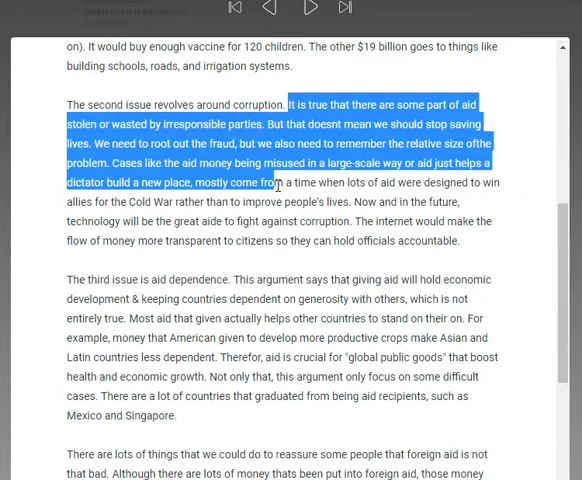 on). It would buy enough vaccine for 120 children. The other $19 billion goes to things like
building schools, roads, and irrigation systems.
The second issue revolves around corruption. It is true that there are some part of aid
stolen or wasted by irresponsible parties. But that doesnt mean we should stop saving
lives. We need to root out the fraud, but we also need to remember the relative size ofthe
problem. Cases like the aid money being misused in a large-scale way or aid just helps a
dictator build a new place, mostly come from a time when lots of aid were designed to win
allies for the Cold War rather than to improve people's lives. Now and in the future,
technology will be the great aide to fight against corruption. The internet would make the
flow of money more transparent to citizens so they can hold officials accountable.
The third issue is aid dependence. This argument says that giving aid will hold economic
development & keeping countries dependent on generosity with others, which is not
entirely true. Most aid that given actually helps other countries to stand on their on. For
example, money that American given to develop more productive crops make Asian and
Latin countries less dependent. Therefor, aid is crucial for "global public goods" that boost
health and economic growth. Not only that, this argument only focus on some difficult
cases. There are a lot of countries that graduated from being aid recipients, such as
Mexico and Singapore.
There are lots of things that we could do to reassure some people that foreign aid is not
that bad. Although there are lots of money thats been put into foreign aid, those money